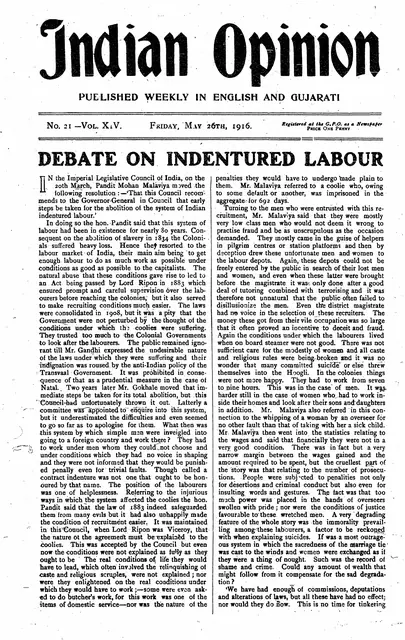 Indian Opinion
PUBLISHED WEEKLY IN ENGLISH AND GUJARATI
No. 21 —VOL. XIV.
FRIDAY, MAY 26TH, 1916.
Registered at the G.P.O. as a Newspaper
PRICE ONE PENNY
DEBATE ON INDENTURED LABOUR
IN the Imperial Legislative Council of India, on the
20th March, Pandit Mohan Malaviya moved the
following resolution :—That this Council recom-
mends to the Governor-General in Council that early
steps be taken for the abolition of the system of Indian
indentured labour.'
In doing so the hon. Pandit said that this system of
labour had been in existence for nearly 80 years. Con-
sequent on the abolition of slavery in 1834 the Coloni-
als suffered heavy loss. Hence they resorted to the
labour market of India, their main aim being to get
enough labour to do as much work as possible under
conditions as good as possible to the capitalists. The
natural abuses that these conditions gave rise to led to
an Act being passed by Lord Ripon in 1883 which
ensured prompt and careful supervision over the lab-
ourers before reaching the colonies, but it also served
to make recruiting conditions much easier. The laws
were consolidated in 1908, but it was a pity that the
Government were not perturbed by the thought of the
conditions under which the coolies were suffering.
They trusted too much to the Colonial Governments
to look after the labourers. The public remained igno-
rant till Mr. Gandhi expressed the undesirable nature
of the laws under which they were suffering and their
indignation was roused by the anti-Indian policy of the
Transvaal Government. It was prohibited in conse-
quence of that as a prudential measure in the case of
Natal. Two years later Mr. Gokhale moved that im-
mediate steps be taken for its total abolition, but this
Council had unfortunately thrown it out. Latterly a
committee was appointed to enquire into this system,
but it underestimated the difficulties and even seemed
to go so far as to apologise for them. What then was
this system by which simple men were inveigled into
going to a foreign country and work there? They had
to work under men whom they could not choose and
under conditions which they had no voice in shaping
and they were not informed that they would be punish-
ed penally even for trivial faults. Though called a
contract indenture was not one that ought to be hon-
oured by that name. The position of the labourers
was one of helplessness. Referring to the injurious
ways in which the system affected the coolies the hon.
Pandit said that the law of 1883 indeed safeguarded
them from many evils but it had also unhappily made
the condition of recruitment easier. It was maintained
in this Council, when Lord Ripon was Viceroy, that
the nature of the agreement must be explained to the
coolies. This was accepted by the Council but even
now the conditions were not explained as fully as they
ought to be The real conditions of life they would
have to lead, which often involved the relinquishing of
caste and religious scruples, were not explained ; nor
were they enlightened on the real conditions under
which they would have to work ;—some were even ask-
ed to do butcher's work, for this work was one of the
items of domestic service—nor was the nature of the
penalties they would have to undergo made plain to
them. Mr. Malaviya referred to a coolie who, owing
to some default or another, was imprisoned in the
aggregate for 692 days.
Turning to the men who were entrusted with this re-
cruitment, Mr. Malaviya said that they were mostly
very low class men who would not deem it wrong to
practise fraud and be as unscrupulous as the occasion
demanded. They mostly came in the guise of helpers
in pilgrim centres or station platforms and then by
deception drew these unfortunate men and women to
the labour depots. Again, these depots could not be
freely entered by the public in search of their lost men
and women, and even when these latter were brought
before the magistrate it was only done after a good
deal of tutoring combined with terrorising and it was
therefore not unnatural that the public often failed to
disillusionize the men. Even the district magistrate
had no voice in the selection of these recruiters. The
money these got from their vile occupation was so large
that it often proved an incentive to deceit and fraud.
Again the conditions under which the labourers lived
when on board steamer were not good. There was not
sufficient care for the modesty of women and all caste
and religious rules were being broken and it was no
wonder that many committed suicide or else threw
themselves into the Hoogli. In the colonies things
were not more happy. They had to work from seven
to nine hours. This was in the case of men. It was
harder still in the case of women who, had to work in-
side their homes and look after their sons and daughters
in addition. Mr. Malaviya also referred in this con-
nection to the whipping of a woman by an overseer for
no other fault than that of taking with her a sick child.
Mr Malaviya then went into the statistics relating to
the wages and said that financially they were not in a
very good condition. There was in fact but a very
narrow margin between the wages gained and the
amount required to be spent, but the cruellest part of
the story was that relating to the number of prosecu-
tions. People were subjected to penalties not only
for desertions and criminal conduct but also even for
insulting words and gestures. The fact was that too
much power was placed in the hands of overseers
swollen with pride ; nor were the conditions of justice
favourable to these wretched men. A very degrading
feature of the whole story was the immorality prevail-
ing among these labourers, a factor to be reckoned
with when explaining suicides. If was a most outrage-
ous system in which the sacredness of the marriage tie
was cast to the winds and women were exchanged as if
they were a thing of nought. Such was the record of
shame and crime. Could any amount of wealth that
might follow from it compensate for the sad degrada-
tion?
'We have had enough of commissions, deputations
and alterations of laws, but all these have had no effect;
nor would they do now. This is no time for tinkering